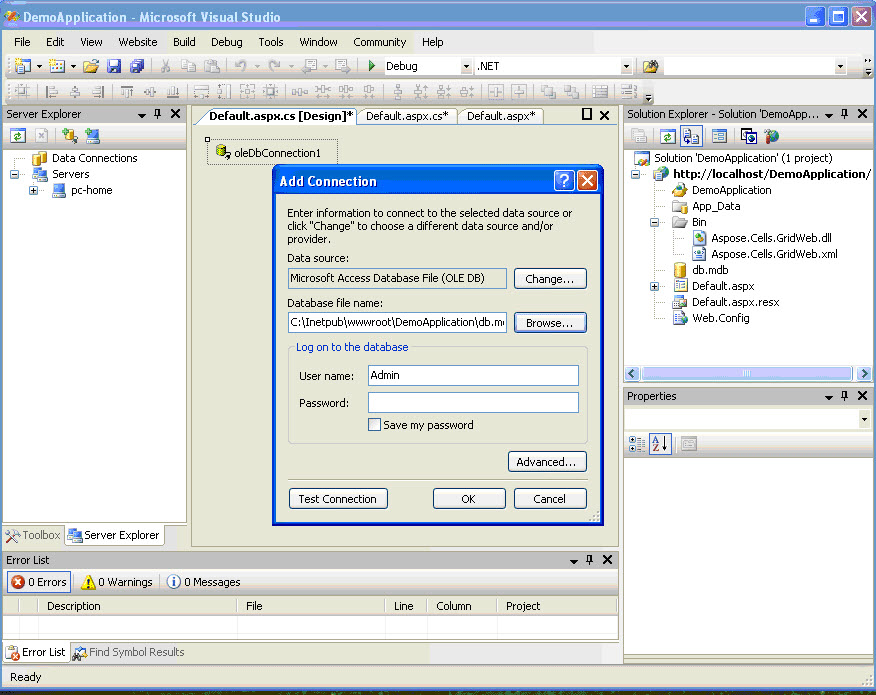 DemoApplication - Microsoft Visual Studio
File Edit View Website Build Debug Tools Window Community Help
Debug .NET
Server Explorer
Data Connections
Servers
pc-home
Toolbox Server Explorer
Default.aspx.cs [Design]* Default.aspx.cs* Default.aspx*
oleDbConnection1
Add Connection
Enter information to connect to the selected data source or
click "Change" to choose a different data source and/or
provider.
Data source:
Microsoft Access Database File (OLE DB) Change...
Database file name:
C:\Inetpub\wwwroot\DemoApplication\db.m Browse...
Log on to the database
User name: Admin
Password:
Save my password
Advanced...
Test Connection OK Cancel
Solution Explorer - Solution 'DemoApp...
Solution 'DemoApplication' (1 project)
http://localhost/DemoApplication/
DemoApplication
App_Data
Bin
Aspose.Cells.GridWeb.dll
Aspose.Cells.GridWeb.xml
db.mdb
Default.aspx
Default.aspx.resx
Web.Config
Properties
Error List
0 Errors 0 Warnings 0 Messages
Description File Line Column Project
Error List Find Symbol Results
Ready